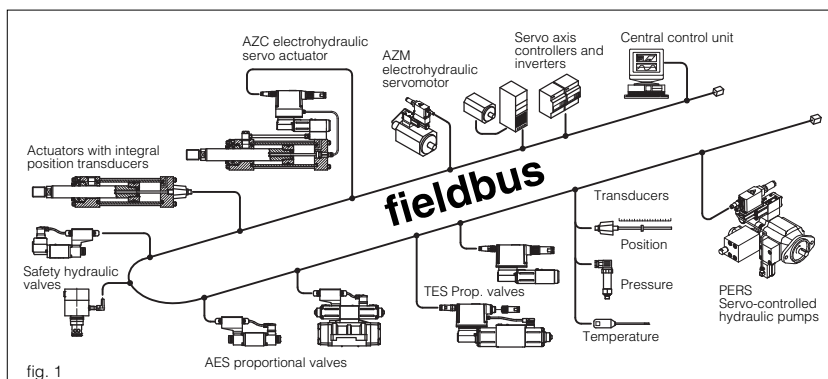 AZC electrohydraulic
servo actuator
AZM
electrohydraulic
servomotor
Servo axis
controllers and
inverters
Central control unit
Actuators with integral
position transducers
fieldbus
Transducers
Position
Pressure
Temperature
Safety hydraulic
valves
TES Prop. valves
PERS
Servo-controlled
hydraulic pumps
AES proportional valves
fig. 1